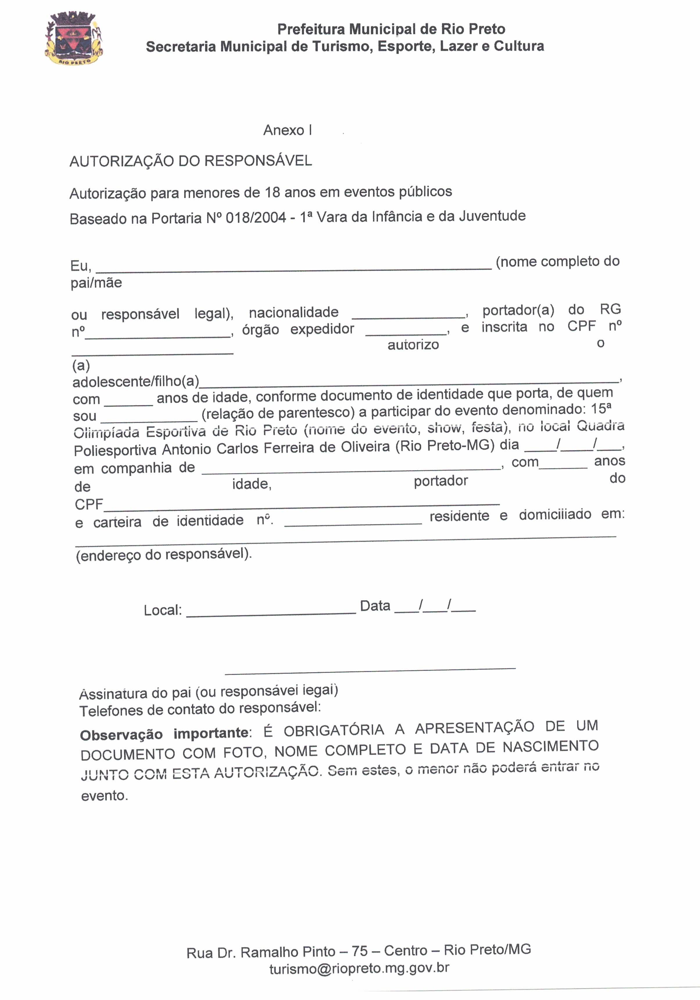 RIO PRETO
Prefeitura Municipal de Rio Preto
Secretaria Municipal de Turismo, Esporte, Lazer e Cultura
Anexo I
AUTORIZAÇÃO DO RESPONSÁVEL
Autorização para menores de 18 anos em eventos públicos
Baseado na Portaria Nº 018/2004 - 1ª Vara da Infância e da Juventude
Eu, ______________________________ (nome completo do
pai/mãe
ou responsável legal), nacionalidade ______________, portador(a) do RG
nº__________________, órgão expedidor __________, e inscrita no CPF nº
____________________ autorizo o
(a)
adolescente/filho(a)______________________________,
com ______ anos de idade, conforme documento de identidade que porta, de quem
sou ____________ (relação de parentesco) a participar do evento denominado: 15ª
Olimpíada Esportiva de Rio Preto (nome do evento, show, festa), no local Quadra
Poliesportiva Antonio Carlos Ferreira de Oliveira (Rio Preto-MG) dia ____/____/___,
em companhia de ______________________________, com______ anos
de idade, portador do
CPF______________________________
e carteira de identidade nº. _________________ residente e domiciliado em:
______________________________
(endereço do responsável).
Local: _____________________ Data ___/___/___
______________________________
Assinatura do pai (ou responsável legal)
Telefones de contato do responsável:
Observação importante: É OBRIGATÓRIA A APRESENTAÇÃO DE UM
DOCUMENTO COM FOTO, NOME COMPLETO E DATA DE NASCIMENTO
JUNTO COM ESTA AUTORIZAÇÃO. Sem estes, o menor não poderá entrar no
evento.
Rua Dr. Ramalho Pinto – 75 – Centro – Rio Preto/MG
turismo@riopreto.mg.gov.br